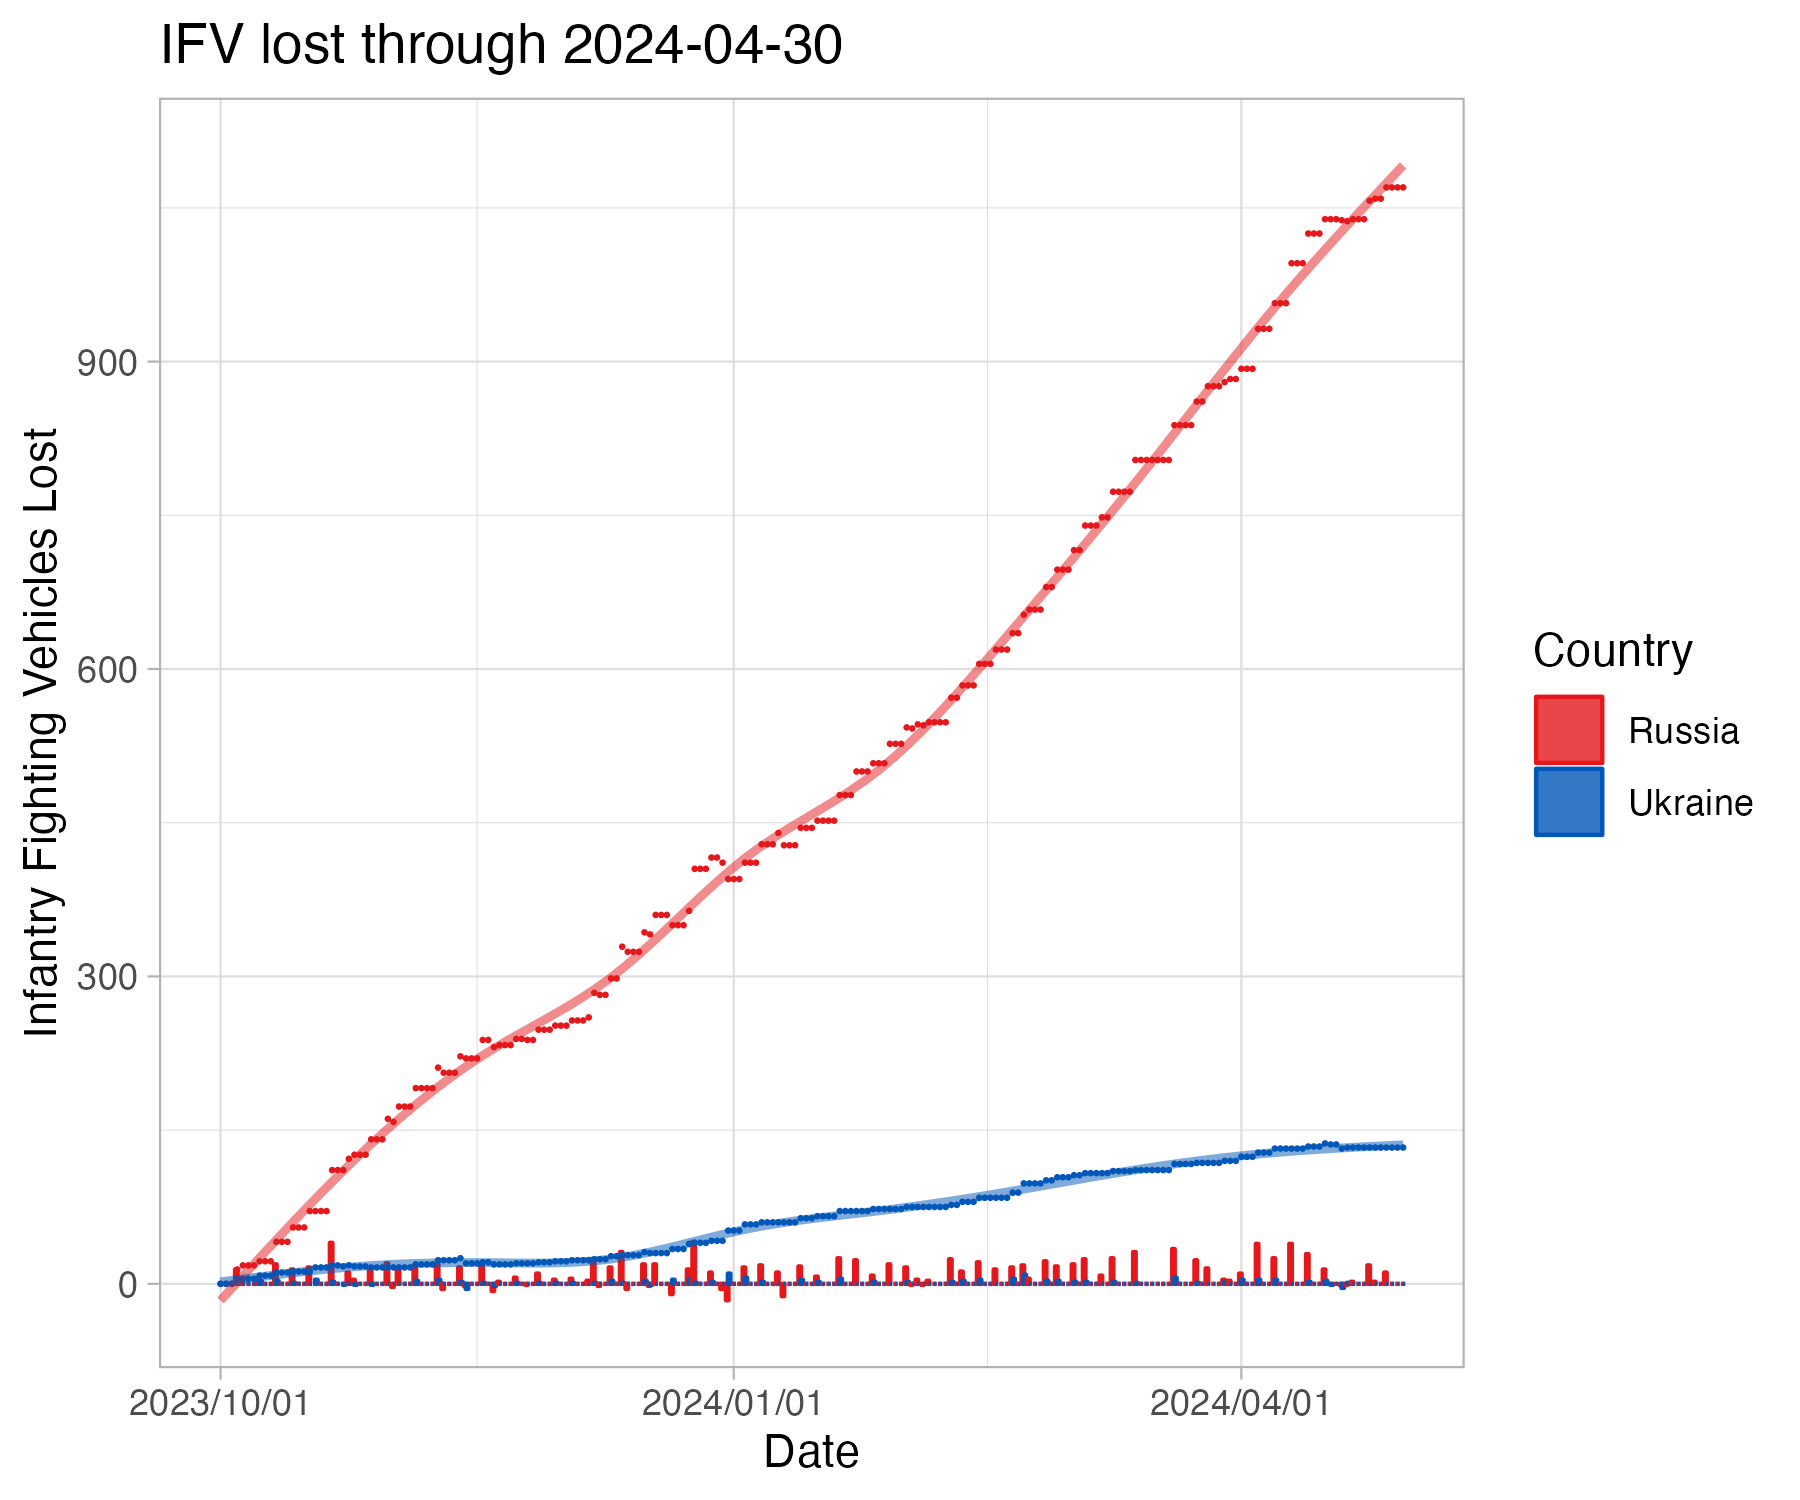 IFV lost through 2024-04-30
Infantry Fighting Vehicles Lost
900
600
300
0
2023/10/01
2024/01/01
2024/04/01
Date
Country
Russia
Ukraine